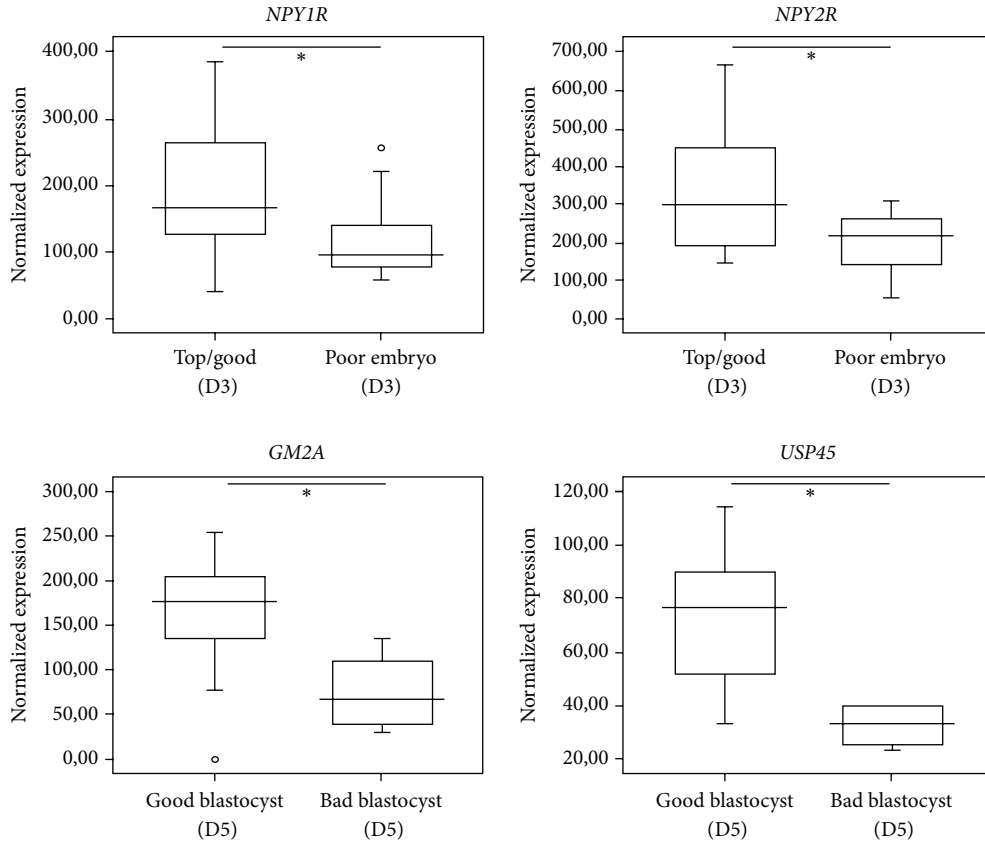 NPY1R
400,00
300,00
200,00
100,00
0,00
Normalized expression
*
Top/good
(D3)
Poor embryo
(D3)
NPY2R
700,00
600,00
500,00
400,00
300,00
200,00
100,00
0,00
Normalized expression
*
Top/good
(D3)
Poor embryo
(D3)
GM2A
300,00
250,00
200,00
150,00
100,00
50,00
0,00
Normalized expression
*
Good blastocyst
(D5)
Bad blastocyst
(D5)
USP45
120,00
100,00
80,00
60,00
40,00
20,00
Normalized expression
*
Good blastocyst
(D5)
Bad blastocyst
(D5)